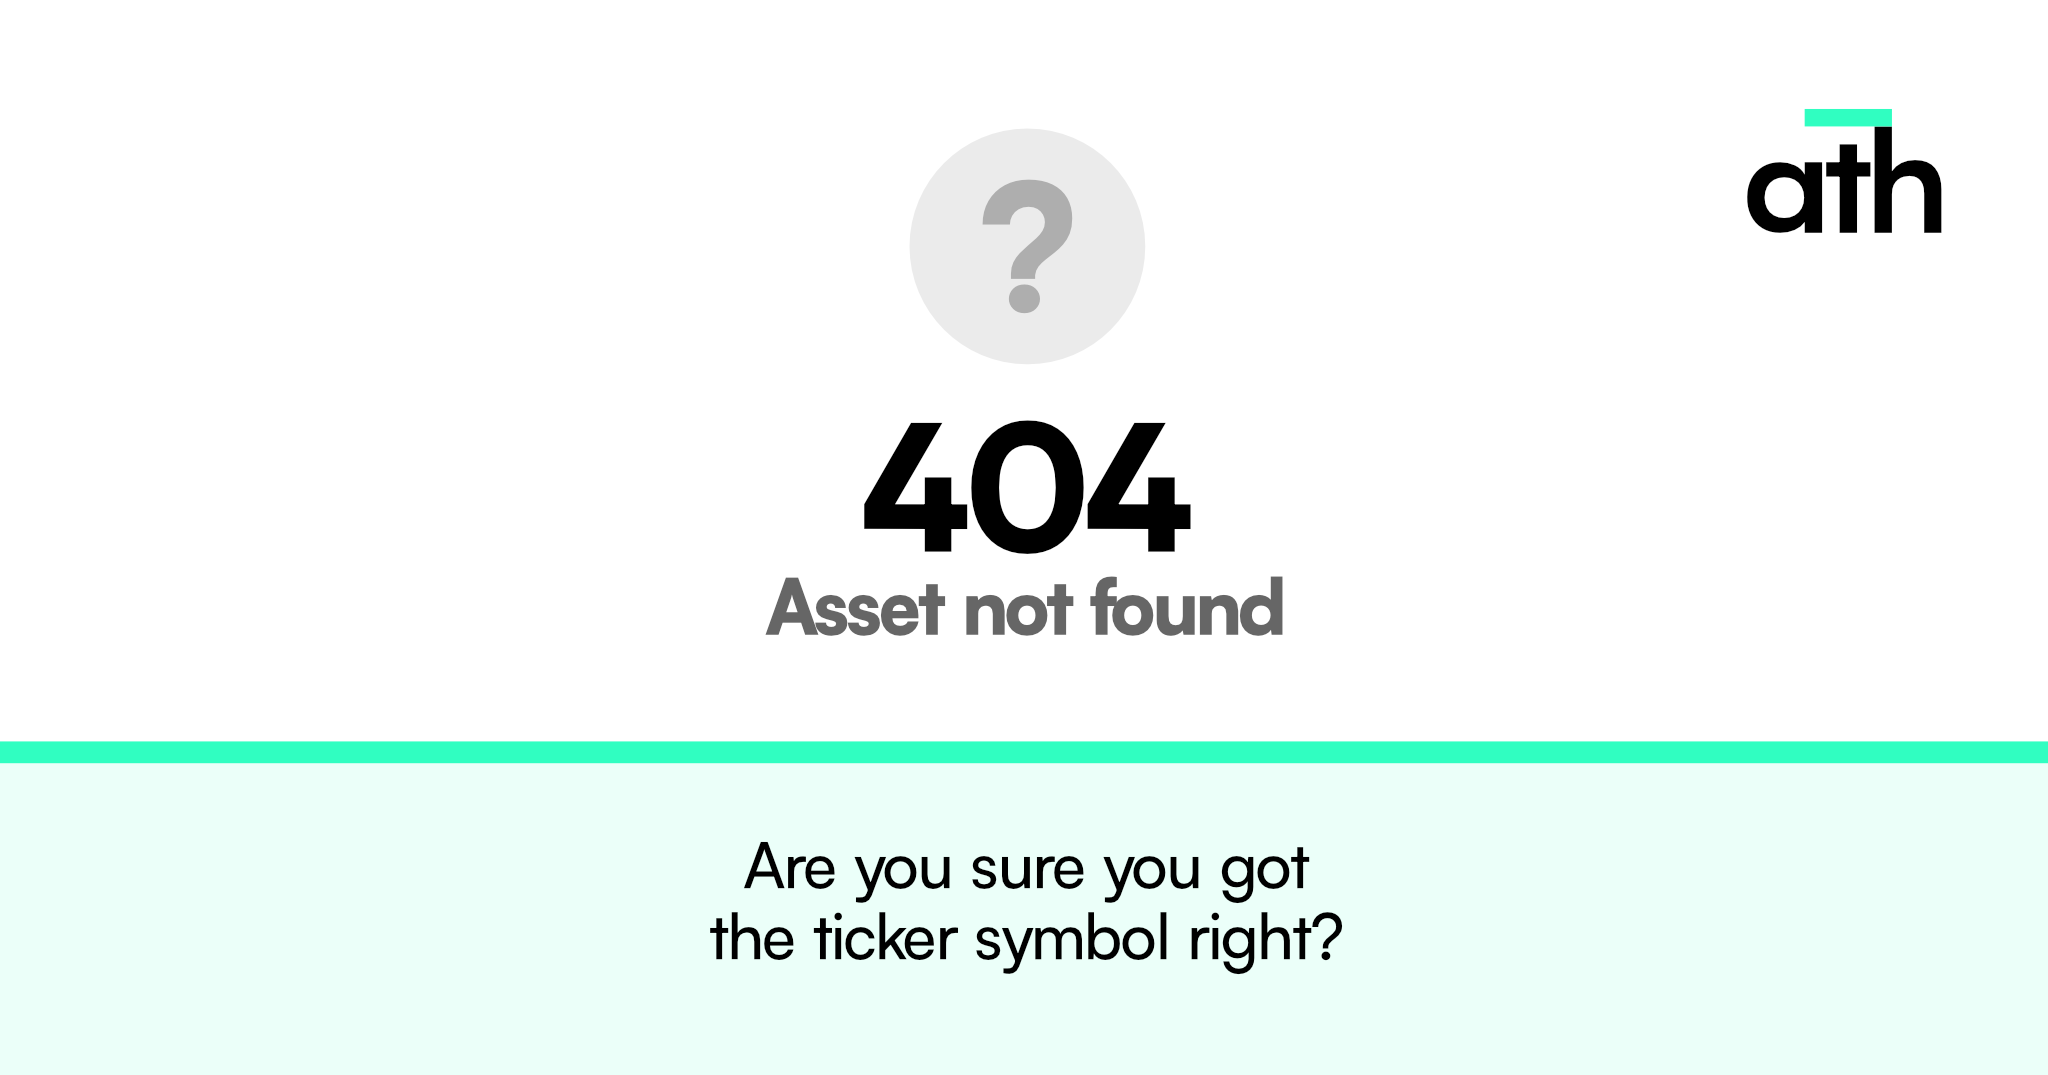 ath
?
404
Asset not found
Are you sure you got
the ticker symbol right?